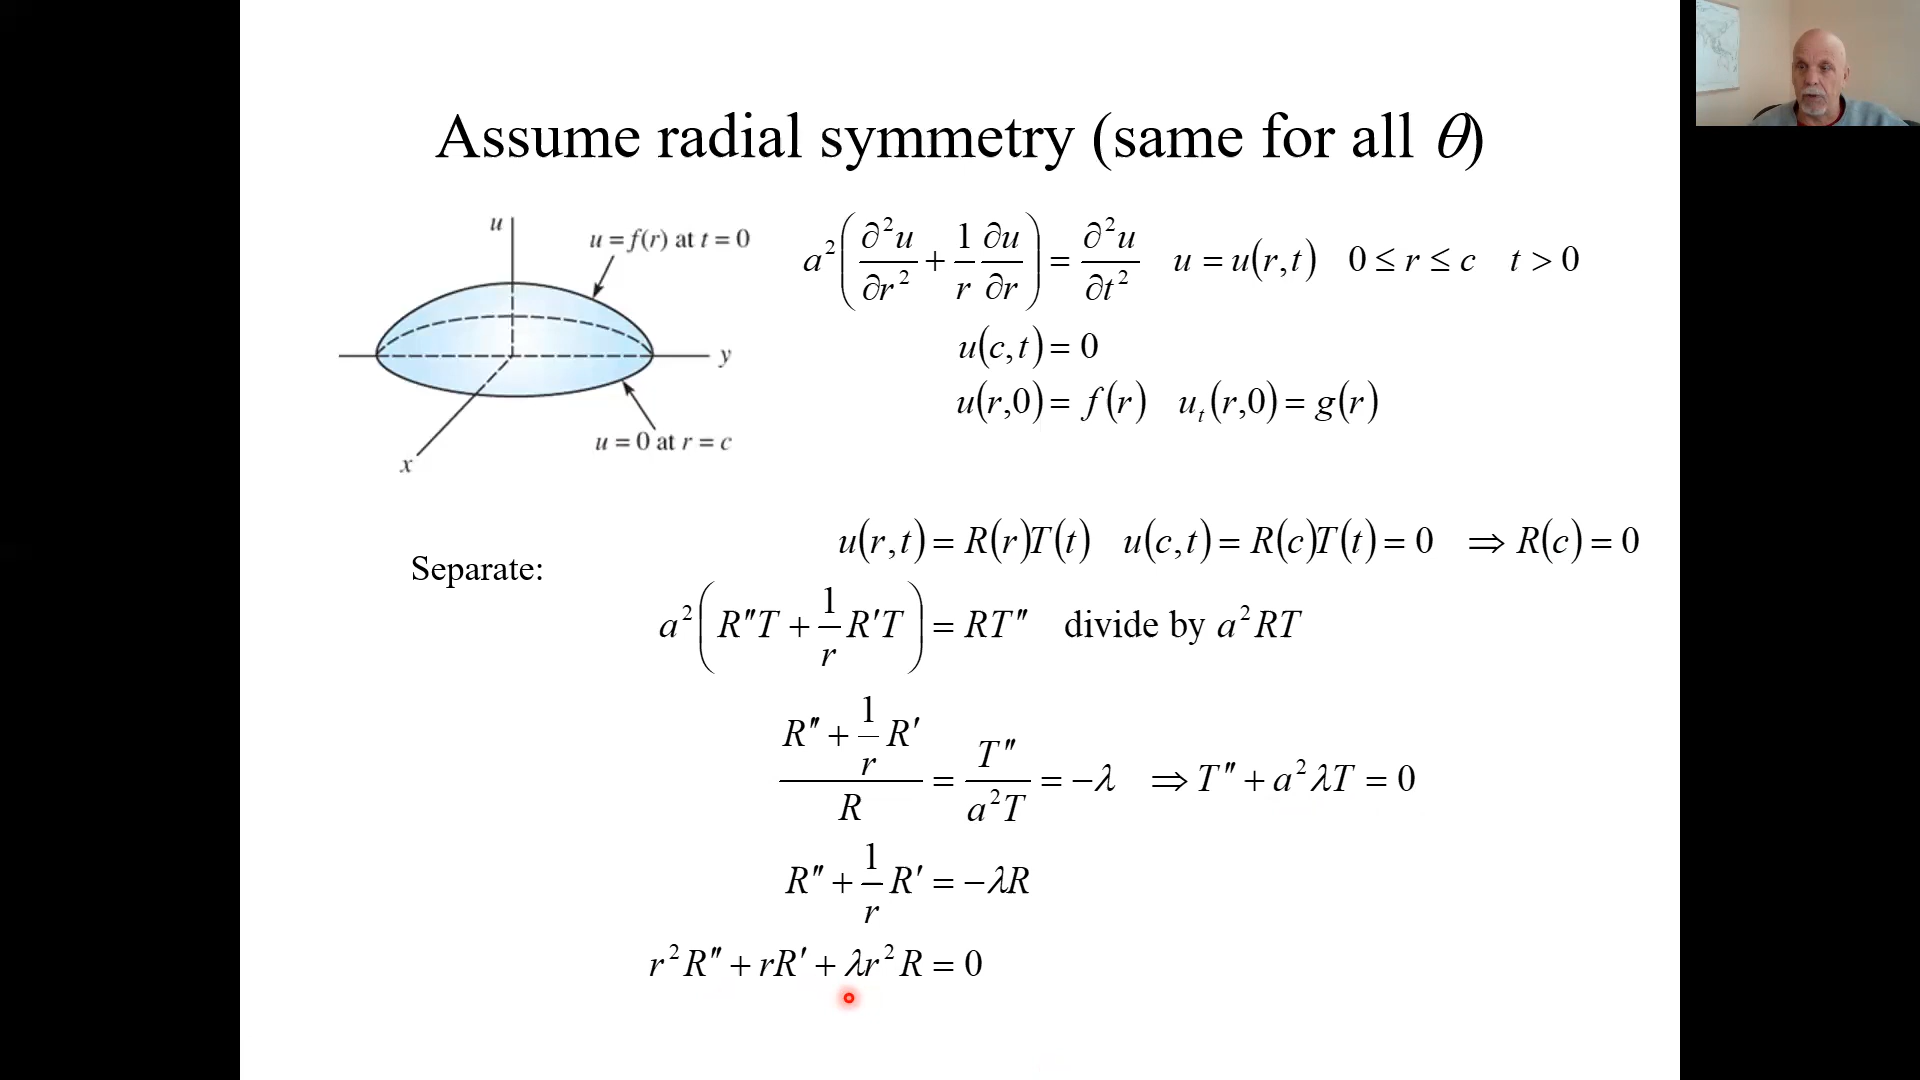 Assume radial symmetry (same for all θ)
u
u = f(r) at t = 0
y
u = 0 at r = c
x
a²(∂²u/∂r² + 1/r ∂u/∂r) = ∂²u/∂t² u = u(r,t) 0 ≤ r ≤ c t > 0
u(c,t) = 0
u(r,0) = f(r) uₜ(r,0) = g(r)
Separate:
u(r,t) = R(r)T(t) u(c,t) = R(c)T(t) = 0 ⇒ R(c) = 0
a²(R″T + 1/r R′T) = RT″ divide by a²RT
(R″ + 1/r R′)/R = T″/a²T = −λ ⇒ T″ + a²λT = 0
R″ + 1/r R′ = −λR
r²R″ + rR′ + λr²R = 0